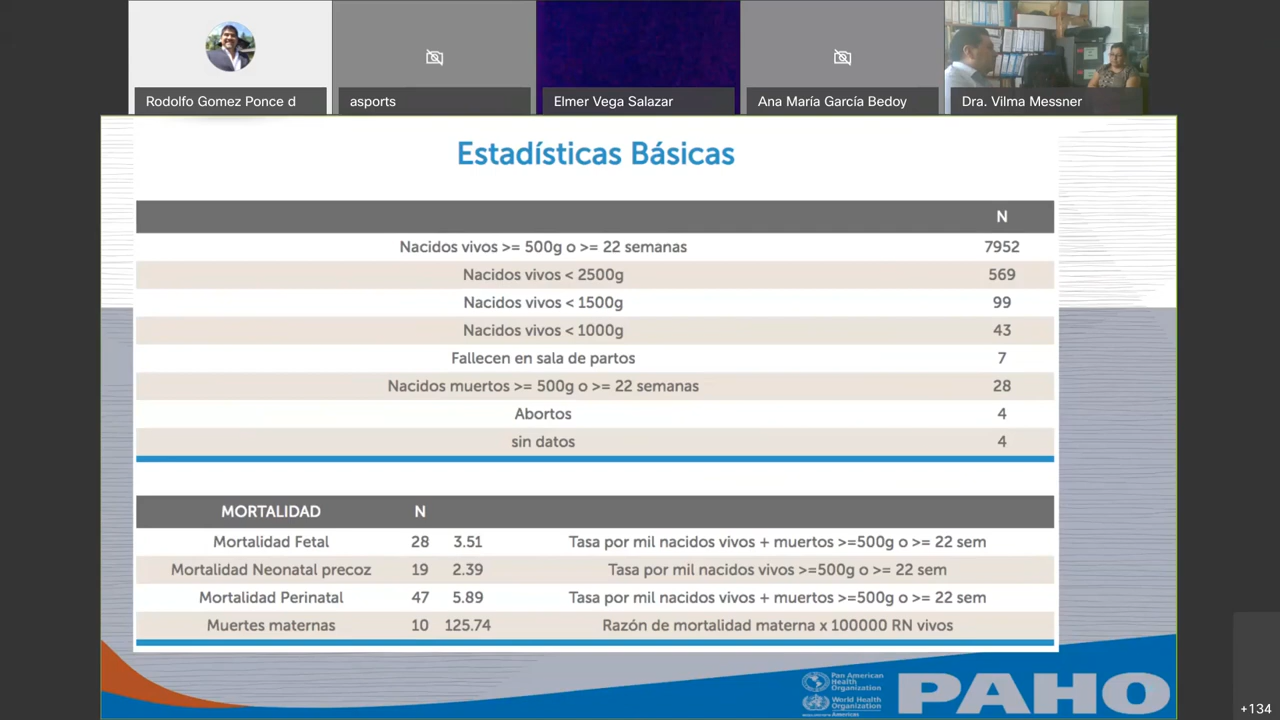 Rodolfo Gomez Ponce d
asports
Elmer Vega Salazar
Ana María García Bedoy
Dra. Vilma Messner
Estadísticas Básicas
N
Nacidos vivos >= 500g o >= 22 semanas 7952
Nacidos vivos < 2500g 569
Nacidos vivos < 1500g 99
Nacidos vivos < 1000g 43
Fallecen en sala de partos 7
Nacidos muertos >= 500g o >= 22 semanas 28
Abortos 4
sin datos 4
MORTALIDAD N
Mortalidad Fetal 28 3.51 Tasa por mil nacidos vivos + muertos >=500g o >= 22 sem
Mortalidad Neonatal precoz 19 2.39 Tasa por mil nacidos vivos >=500g o >= 22 sem
Mortalidad Perinatal 47 5.89 Tasa por mil nacidos vivos + muertos >=500g o >= 22 sem
Muertes maternas 10 125.74 Razón de mortalidad materna x 100000 RN vivos
Pan American
Health
Organization
World Health
Organization
Americas
PAHO
+134